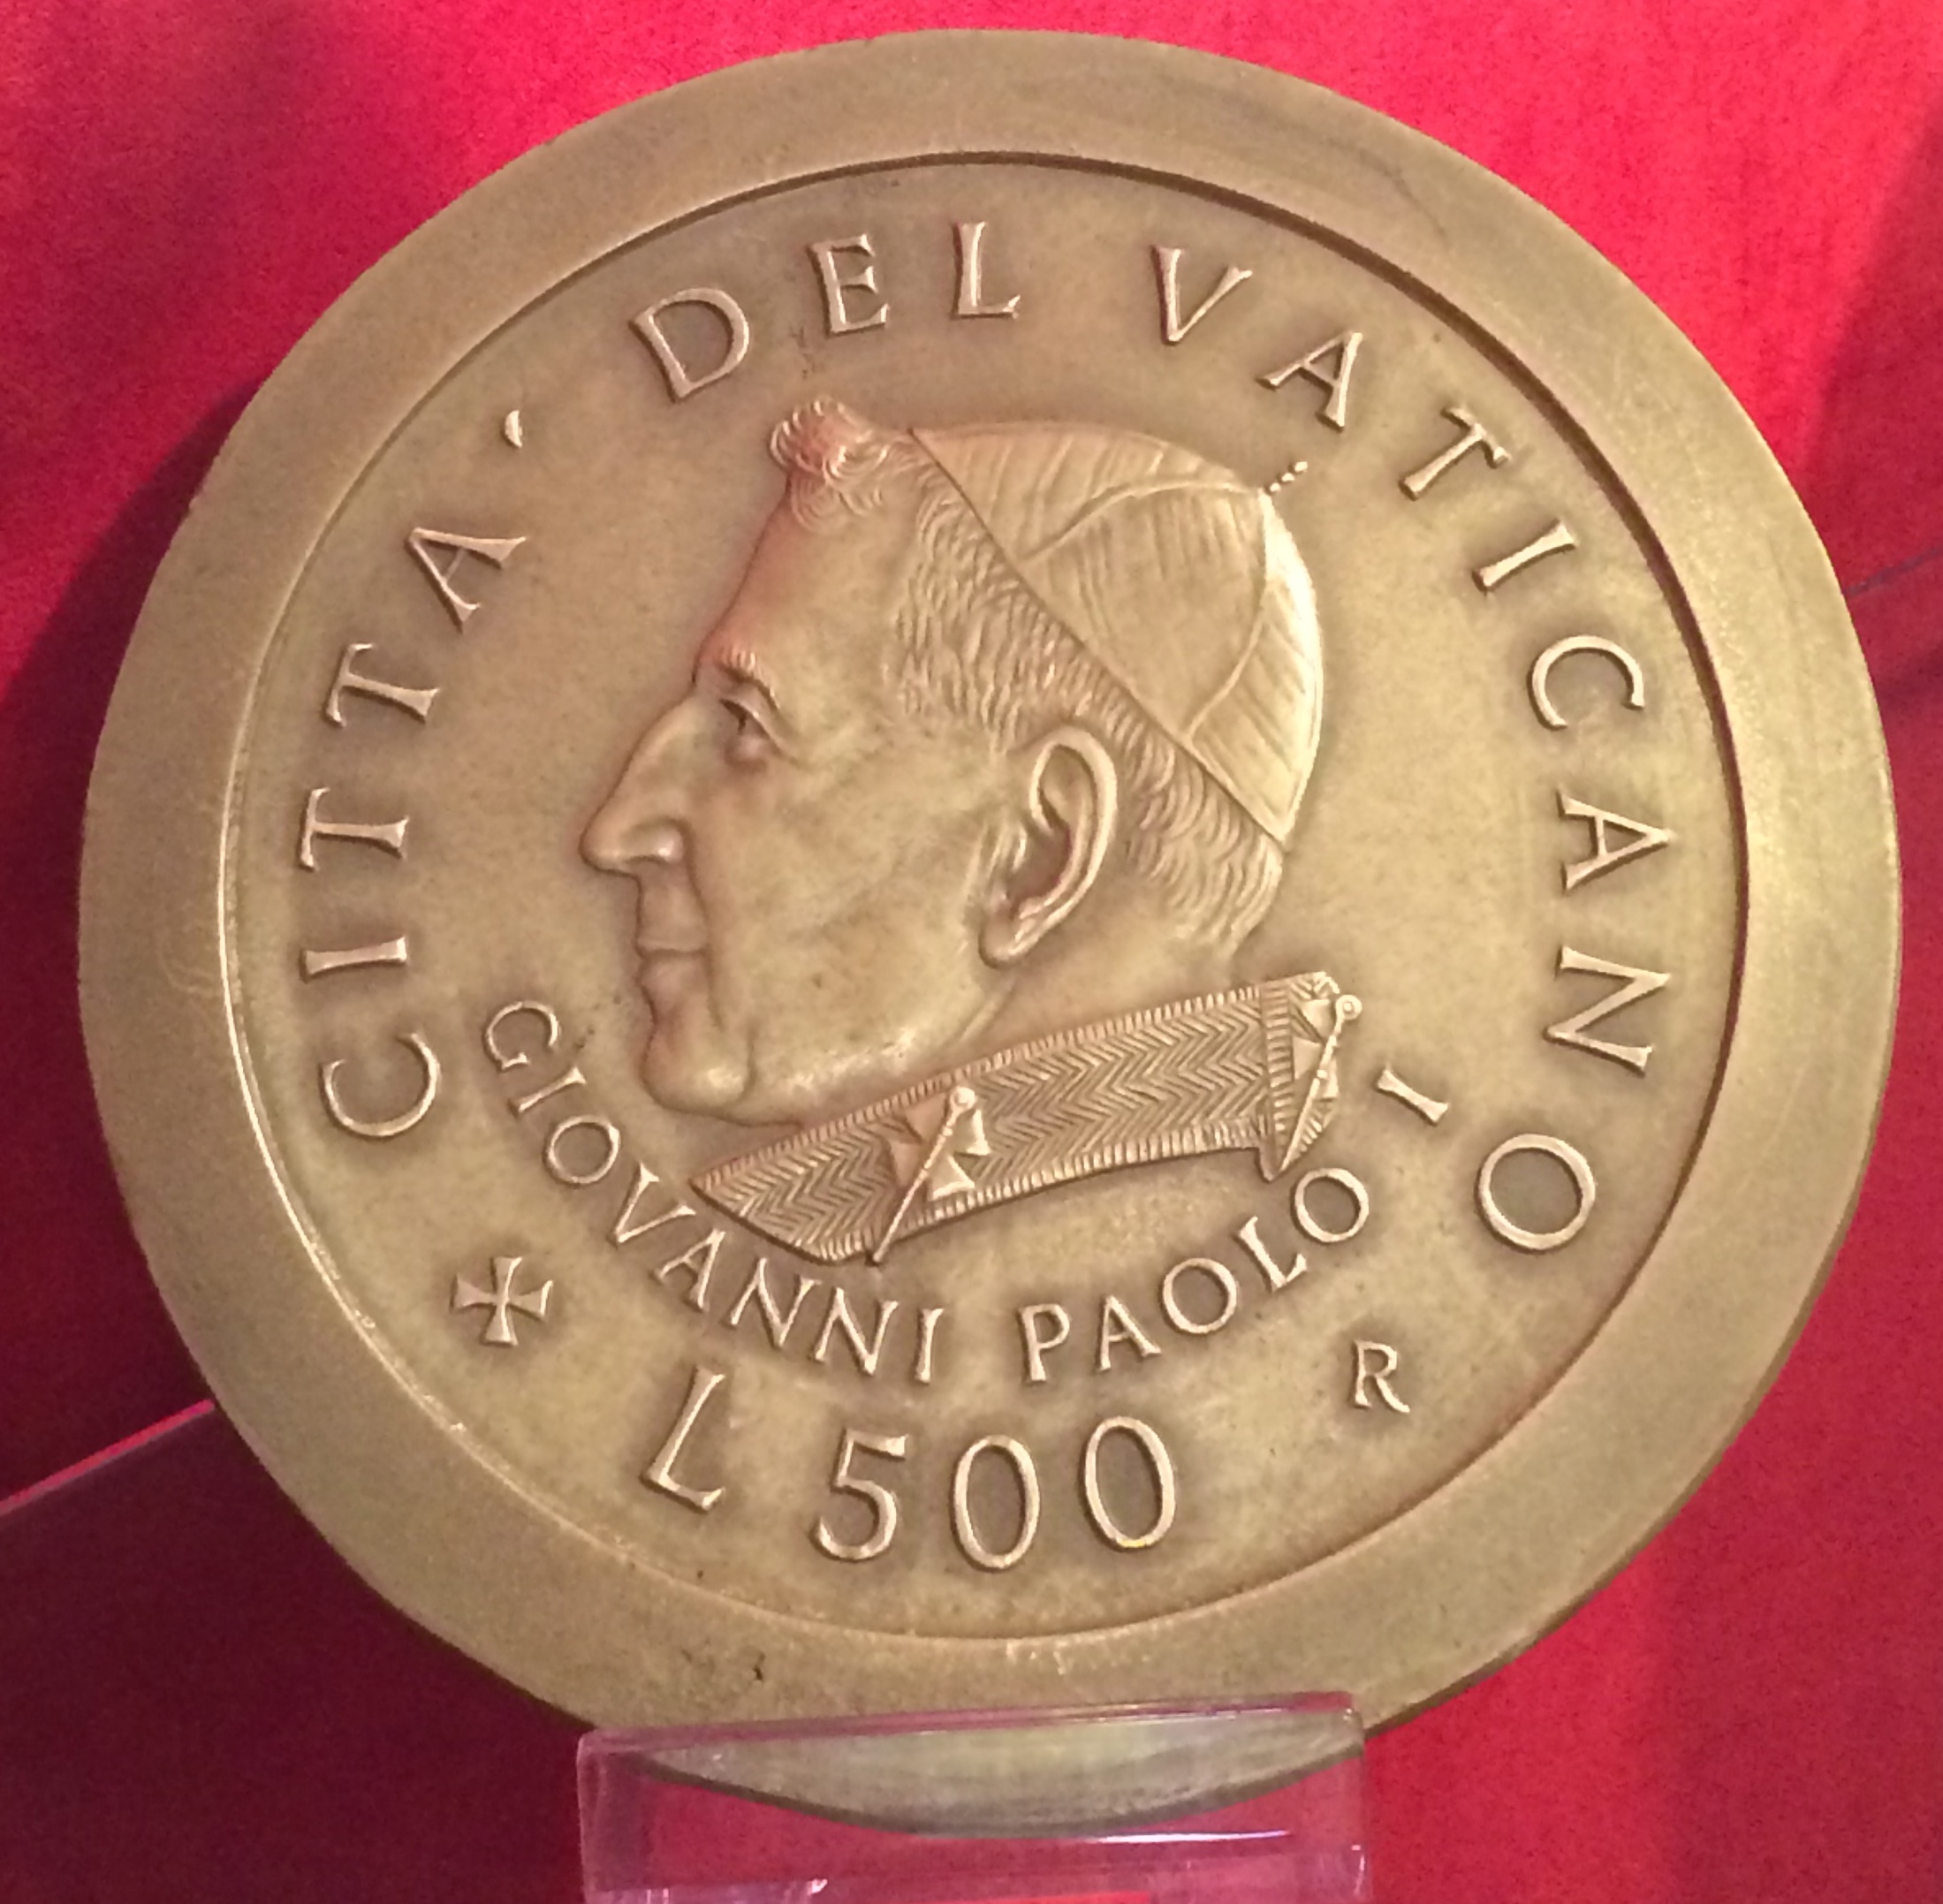 CITTA' DEL VATICANO
GIOVANNI PAOLO I
R
L 500